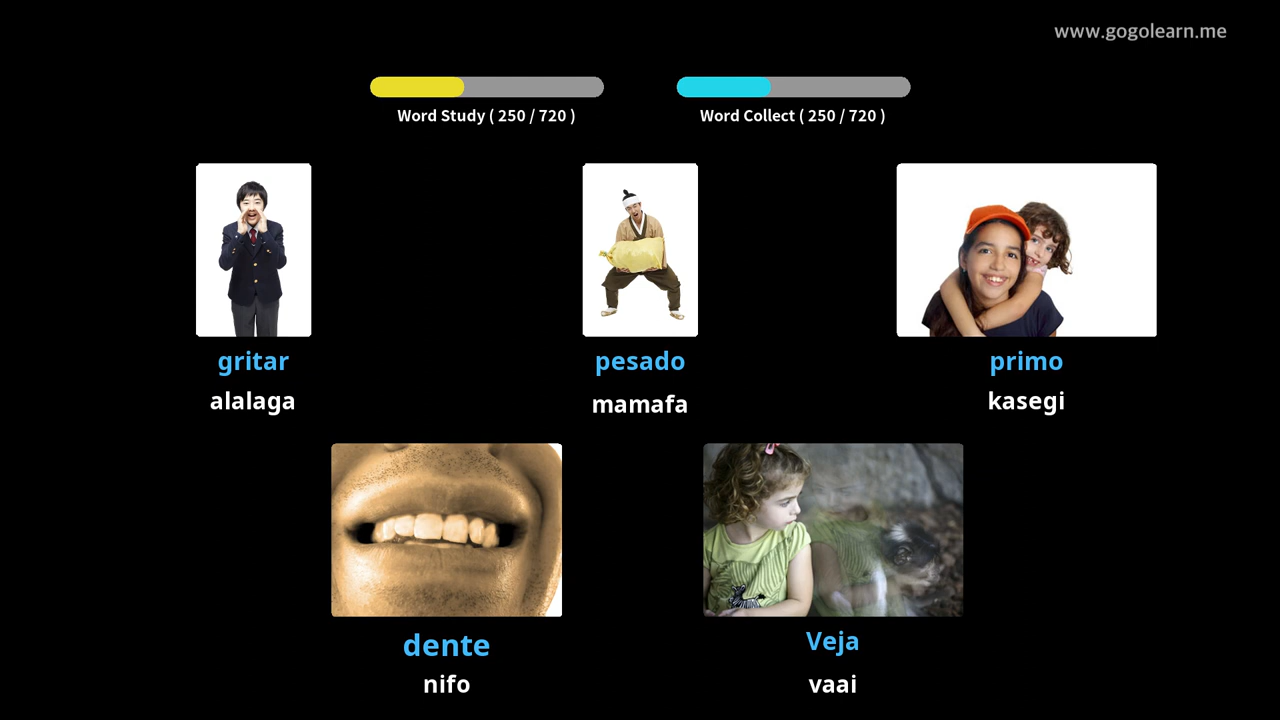 www.gogolearn.me
Word Study ( 250 / 720 )
Word Collect ( 250 / 720 )
gritar
alalaga
pesado
mamafa
primo
kasegi
dente
nifo
Veja
vaai